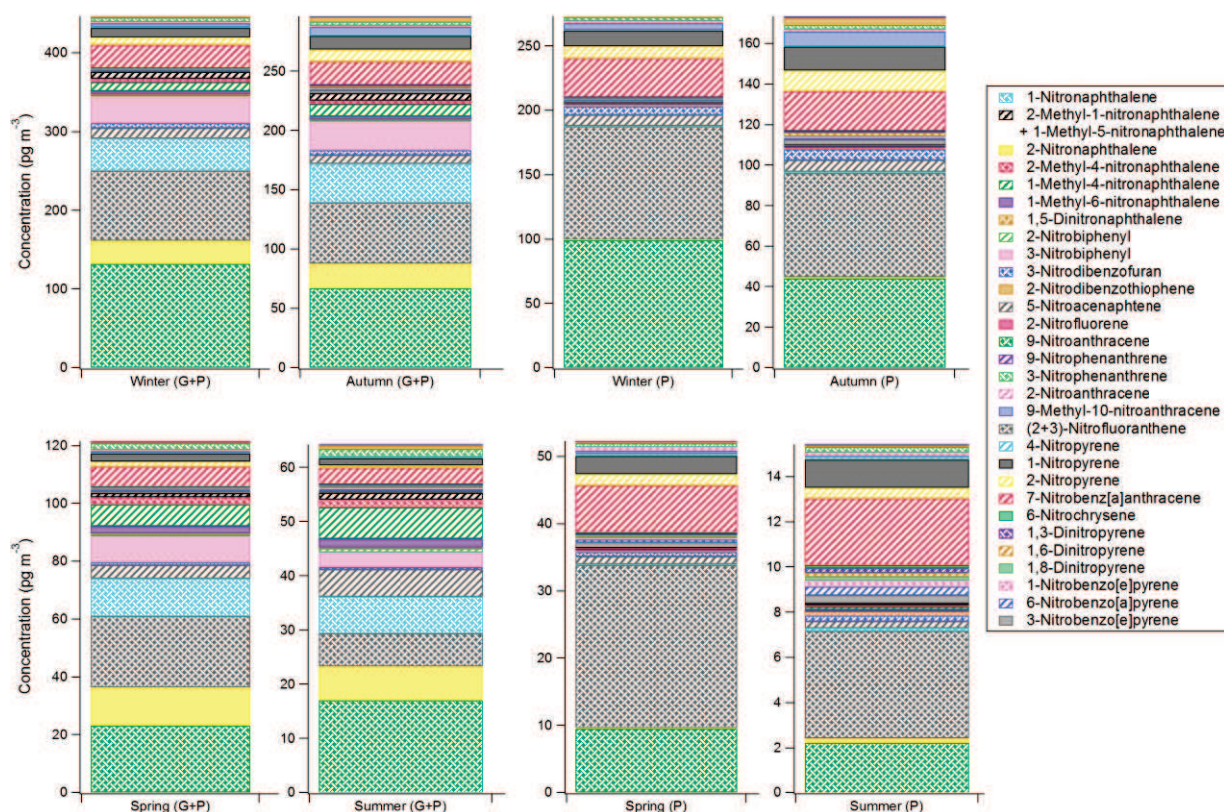 Concentration (pg m⁻³)
400
300
200
100
0
Winter (G+P)
250
200
150
100
50
0
Autumn (G+P)
250
200
150
100
50
0
Winter (P)
160
140
120
100
80
60
40
20
0
Autumn (P)
Concentration (pg m⁻³)
120
100
80
60
40
20
0
Spring (G+P)
60
50
40
30
20
10
0
Summer (G+P)
50
40
30
20
10
0
Spring (P)
14
12
10
8
6
4
2
0
Summer (P)
1-Nitronaphthalene
2-Methyl-1-nitronaphthalene
+ 1-Methyl-5-nitronaphthalene
2-Nitronaphthalene
2-Methyl-4-nitronaphthalene
1-Methyl-4-nitronaphthalene
1-Methyl-6-nitronaphthalene
1,5-Dinitronaphthalene
2-Nitrobiphenyl
3-Nitrobiphenyl
3-Nitrodibenzofuran
2-Nitrodibenzothiophene
5-Nitroacenaphtene
2-Nitrofluorene
9-Nitroanthracene
9-Nitrophenanthrene
3-Nitrophenanthrene
2-Nitroanthracene
9-Methyl-10-nitroanthracene
(2+3)-Nitrofluoranthene
4-Nitropyrene
1-Nitropyrene
2-Nitropyrene
7-Nitrobenz[a]anthracene
6-Nitrochrysene
1,3-Dinitropyrene
1,6-Dinitropyrene
1,8-Dinitropyrene
1-Nitrobenzo[e]pyrene
6-Nitrobenzo[a]pyrene
3-Nitrobenzo[e]pyrene